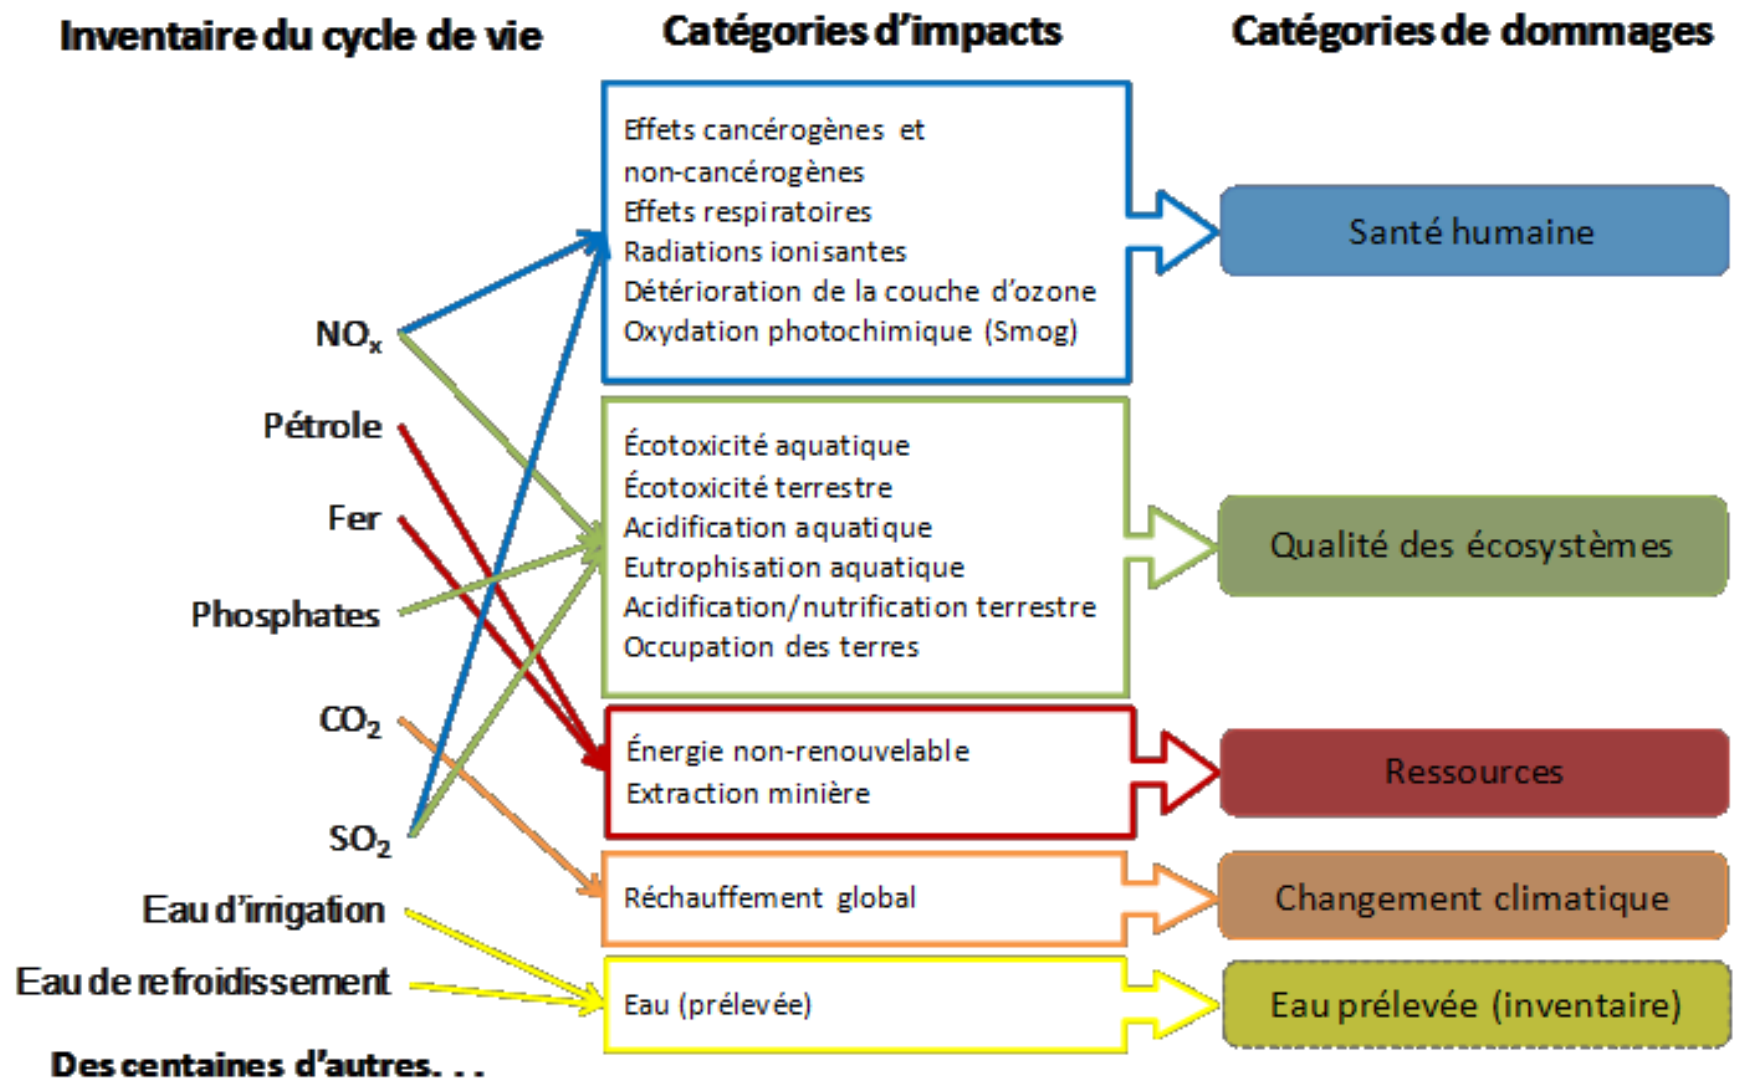 Inventaire du cycle de vie
Catégories d'impacts
Catégories de dommages
NOₓ
Pétrole
Fer
Phosphates
CO₂
SO₂
Eau d'irrigation
Eau de refroidissement
Des centaines d'autres. . .
Effets cancérogènes et
non-cancérogènes
Effets respiratoires
Radiations ionisantes
Détérioration de la couche d'ozone
Oxydation photochimique (Smog)
Écotoxicité aquatique
Écotoxicité terrestre
Acidification aquatique
Eutrophisation aquatique
Acidification/nutrification terrestre
Occupation des terres
Énergie non-renouvelable
Extraction minière
Réchauffement global
Eau (prélevée)
Santé humaine
Qualité des écosystèmes
Ressources
Changement climatique
Eau prélevée (inventaire)